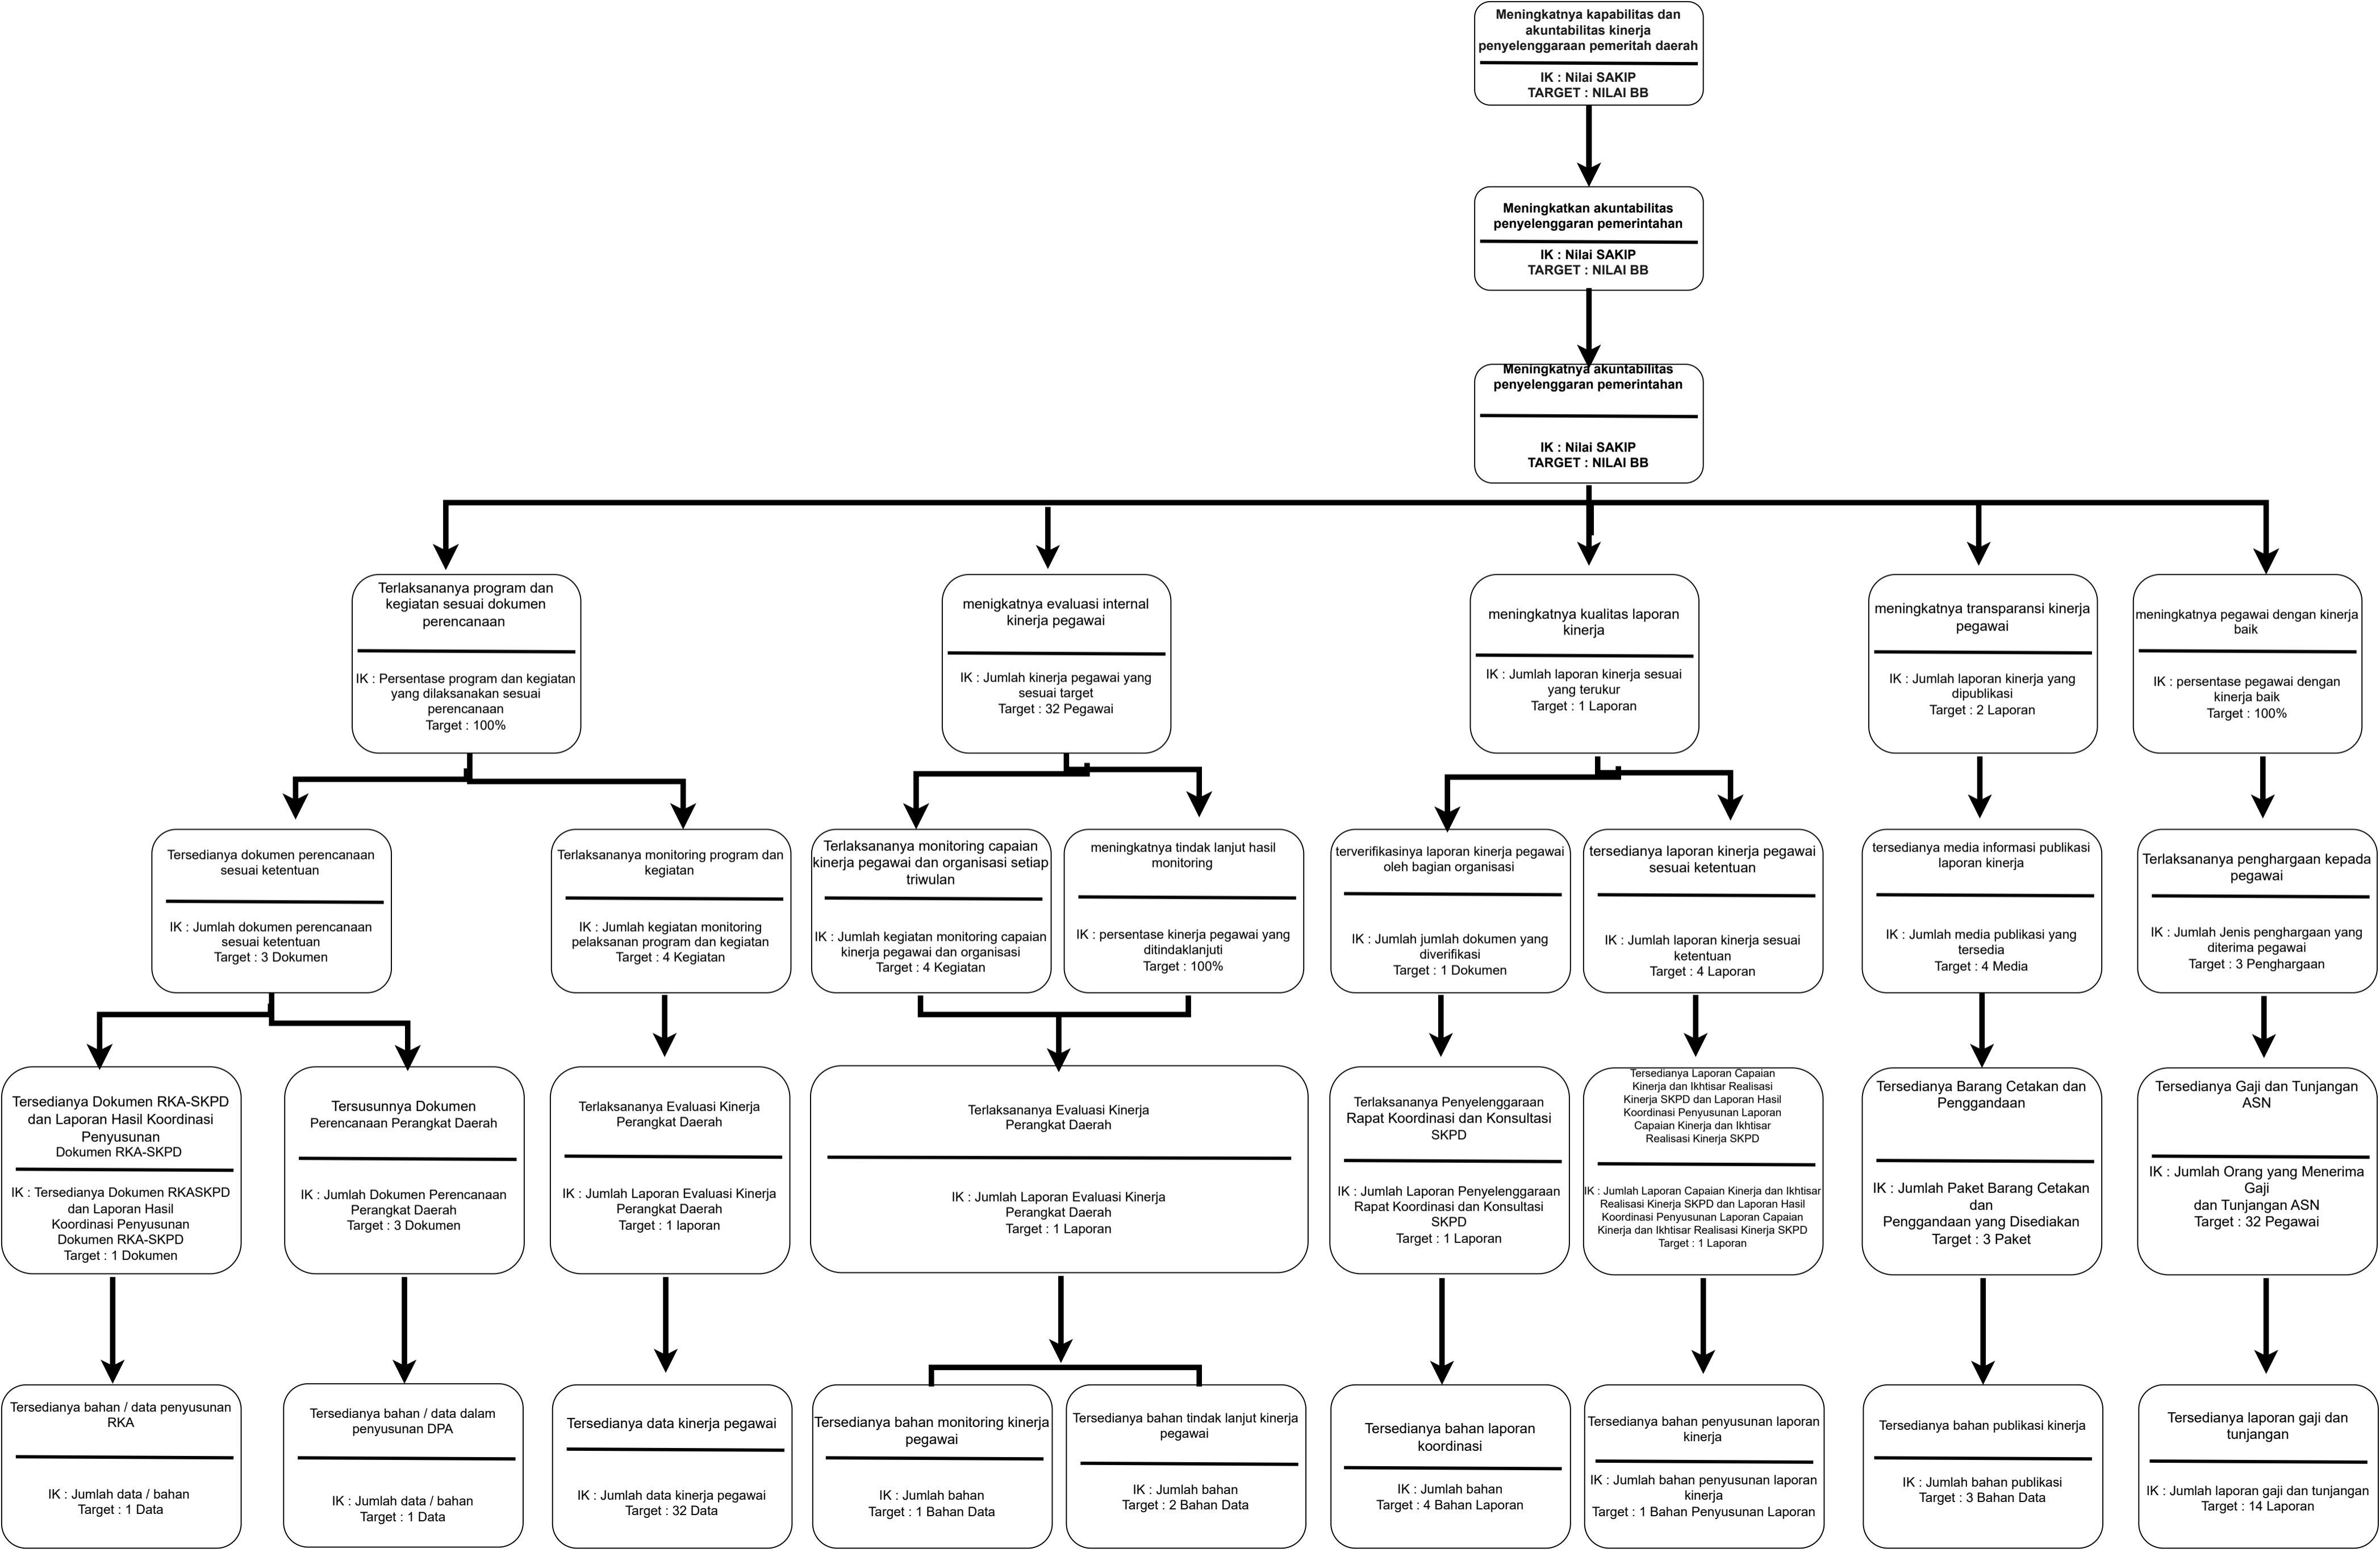 Meningkatnya kapabilitas dan
akuntabilitas kinerja
penyelenggaraan pemeritah daerah
IK : Nilai SAKIP
TARGET : NILAI BB
Meningkatkan akuntabilitas
penyelenggaran pemerintahan
IK : Nilai SAKIP
TARGET : NILAI BB
Meningkatnya akuntabilitas
penyelenggaran pemerintahan
IK : Nilai SAKIP
TARGET : NILAI BB
Terlaksananya program dan
kegiatan sesuai dokumen
perencanaan
IK : Persentase program dan kegiatan
yang dilaksanakan sesuai
perencanaan
Target : 100%
menigkatnya evaluasi internal
kinerja pegawai
IK : Jumlah kinerja pegawai yang
sesuai target
Target : 32 Pegawai
meningkatnya kualitas laporan
kinerja
IK : Jumlah laporan kinerja sesuai
yang terukur
Target : 1 Laporan
meningkatnya transparansi kinerja
pegawai
IK : Jumlah laporan kinerja yang
dipublikasi
Target : 2 Laporan
meningkatnya pegawai dengan kinerja
baik
IK : persentase pegawai dengan
kinerja baik
Target : 100%
Tersedianya dokumen perencanaan
sesuai ketentuan
IK : Jumlah dokumen perencanaan
sesuai ketentuan
Target : 3 Dokumen
Terlaksananya monitoring program dan
kegiatan
IK : Jumlah kegiatan monitoring
pelaksanan program dan kegiatan
Target : 4 Kegiatan
Terlaksananya monitoring capaian
kinerja pegawai dan organisasi setiap
triwulan
IK : Jumlah kegiatan monitoring capaian
kinerja pegawai dan organisasi
Target : 4 Kegiatan
meningkatnya tindak lanjut hasil
monitoring
IK : persentase kinerja pegawai yang
ditindaklanjuti
Target : 100%
terverifikasinya laporan kinerja pegawai
oleh bagian organisasi
IK : Jumlah jumlah dokumen yang
diverifikasi
Target : 1 Dokumen
tersedianya laporan kinerja pegawai
sesuai ketentuan
IK : Jumlah laporan kinerja sesuai
ketentuan
Target : 4 Laporan
tersedianya media informasi publikasi
laporan kinerja
IK : Jumlah media publikasi yang
tersedia
Target : 4 Media
Terlaksananya penghargaan kepada
pegawai
IK : Jumlah Jenis penghargaan yang
diterima pegawai
Target : 3 Penghargaan
Tersedianya Dokumen RKA-SKPD
dan Laporan Hasil Koordinasi
Penyusunan
Dokumen RKA-SKPD
IK : Tersedianya Dokumen RKASKPD
dan Laporan Hasil
Koordinasi Penyusunan
Dokumen RKA-SKPD
Target : 1 Dokumen
Tersusunnya Dokumen
Perencanaan Perangkat Daerah
IK : Jumlah Dokumen Perencanaan
Perangkat Daerah
Target : 3 Dokumen
Terlaksananya Evaluasi Kinerja
Perangkat Daerah
IK : Jumlah Laporan Evaluasi Kinerja
Perangkat Daerah
Target : 1 laporan
Terlaksananya Evaluasi Kinerja
Perangkat Daerah
IK : Jumlah Laporan Evaluasi Kinerja
Perangkat Daerah
Target : 1 Laporan
Terlaksananya Penyelenggaraan
Rapat Koordinasi dan Konsultasi
SKPD
IK : Jumlah Laporan Penyelenggaraan
Rapat Koordinasi dan Konsultasi
SKPD
Target : 1 Laporan
Tersedianya Laporan Capaian
Kinerja dan Ikhtisar Realisasi
Kinerja SKPD dan Laporan Hasil
Koordinasi Penyusunan Laporan
Capaian Kinerja dan Ikhtisar
Realisasi Kinerja SKPD
IK : Jumlah Laporan Capaian Kinerja dan Ikhtisar
Realisasi Kinerja SKPD dan Laporan Hasil
Koordinasi Penyusunan Laporan Capaian
Kinerja dan Ikhtisar Realisasi Kinerja SKPD
Target : 1 Laporan
Tersedianya Barang Cetakan dan
Penggandaan
IK : Jumlah Paket Barang Cetakan
dan
Penggandaan yang Disediakan
Target : 3 Paket
Tersedianya Gaji dan Tunjangan
ASN
IK : Jumlah Orang yang Menerima
Gaji
dan Tunjangan ASN
Target : 32 Pegawai
Tersedianya bahan / data penyusunan
RKA
IK : Jumlah data / bahan
Target : 1 Data
Tersedianya bahan / data dalam
penyusunan DPA
IK : Jumlah data / bahan
Target : 1 Data
Tersedianya data kinerja pegawai
IK : Jumlah data kinerja pegawai
Target : 32 Data
Tersedianya bahan monitoring kinerja
pegawai
IK : Jumlah bahan
Target : 1 Bahan Data
Tersedianya bahan tindak lanjut kinerja
pegawai
IK : Jumlah bahan
Target : 2 Bahan Data
Tersedianya bahan laporan
koordinasi
IK : Jumlah bahan
Target : 4 Bahan Laporan
Tersedianya bahan penyusunan laporan
kinerja
IK : Jumlah bahan penyusunan laporan
kinerja
Target : 1 Bahan Penyusunan Laporan
Tersedianya bahan publikasi kinerja
IK : Jumlah bahan publikasi
Target : 3 Bahan Data
Tersedianya laporan gaji dan
tunjangan
IK : Jumlah laporan gaji dan tunjangan
Target : 14 Laporan